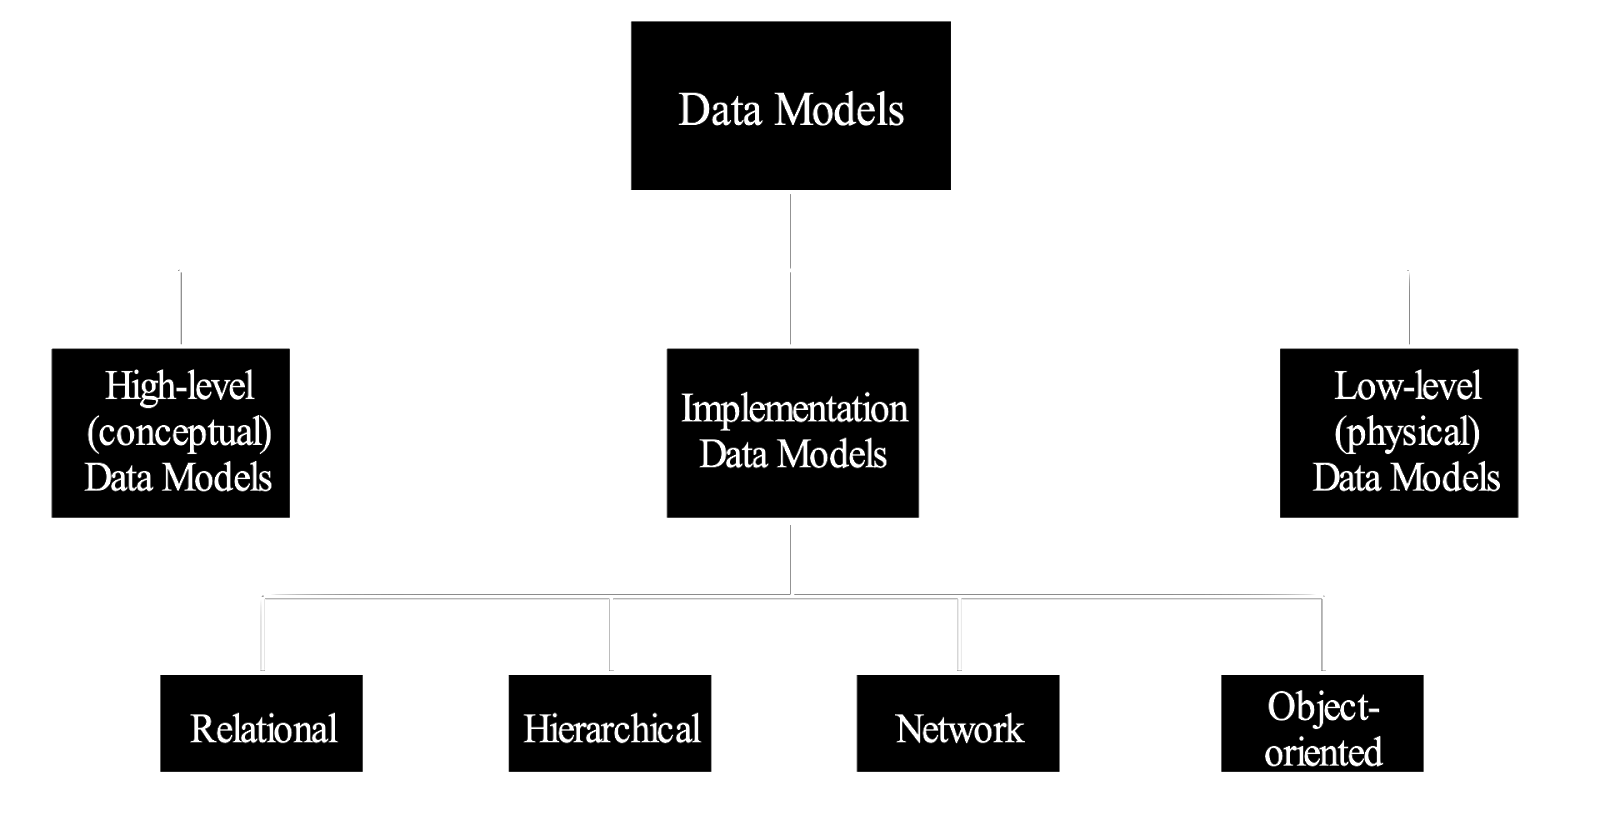 Data Models
High-level
(conceptual)
Data Models
Implementation
Data Models
Low-level
(physical)
Data Models
Relational
Hierarchical
Network
Object-
oriented